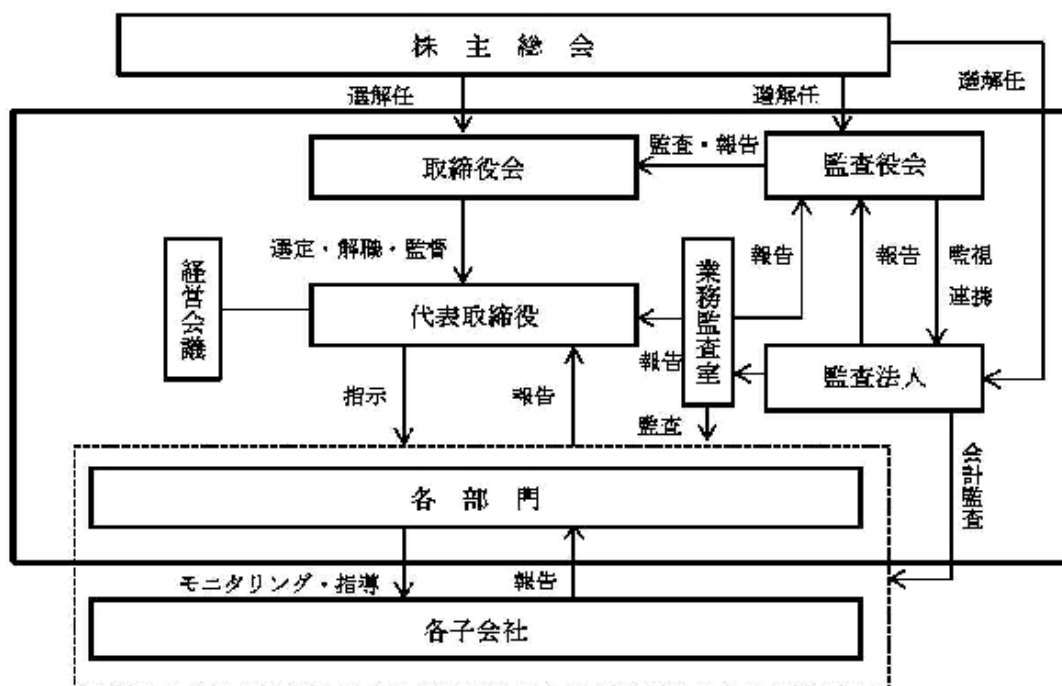 株主総会
選解任
選解任
選解任
取締役会
監査・報告
監査役会
選定・解職・監督
経営会議
代表取締役
業務監査室
報告
報告
報告
監視
連携
監査法人
指示
報告
監査
会計監査
各部門
モニタリング・指導
報告
各子会社